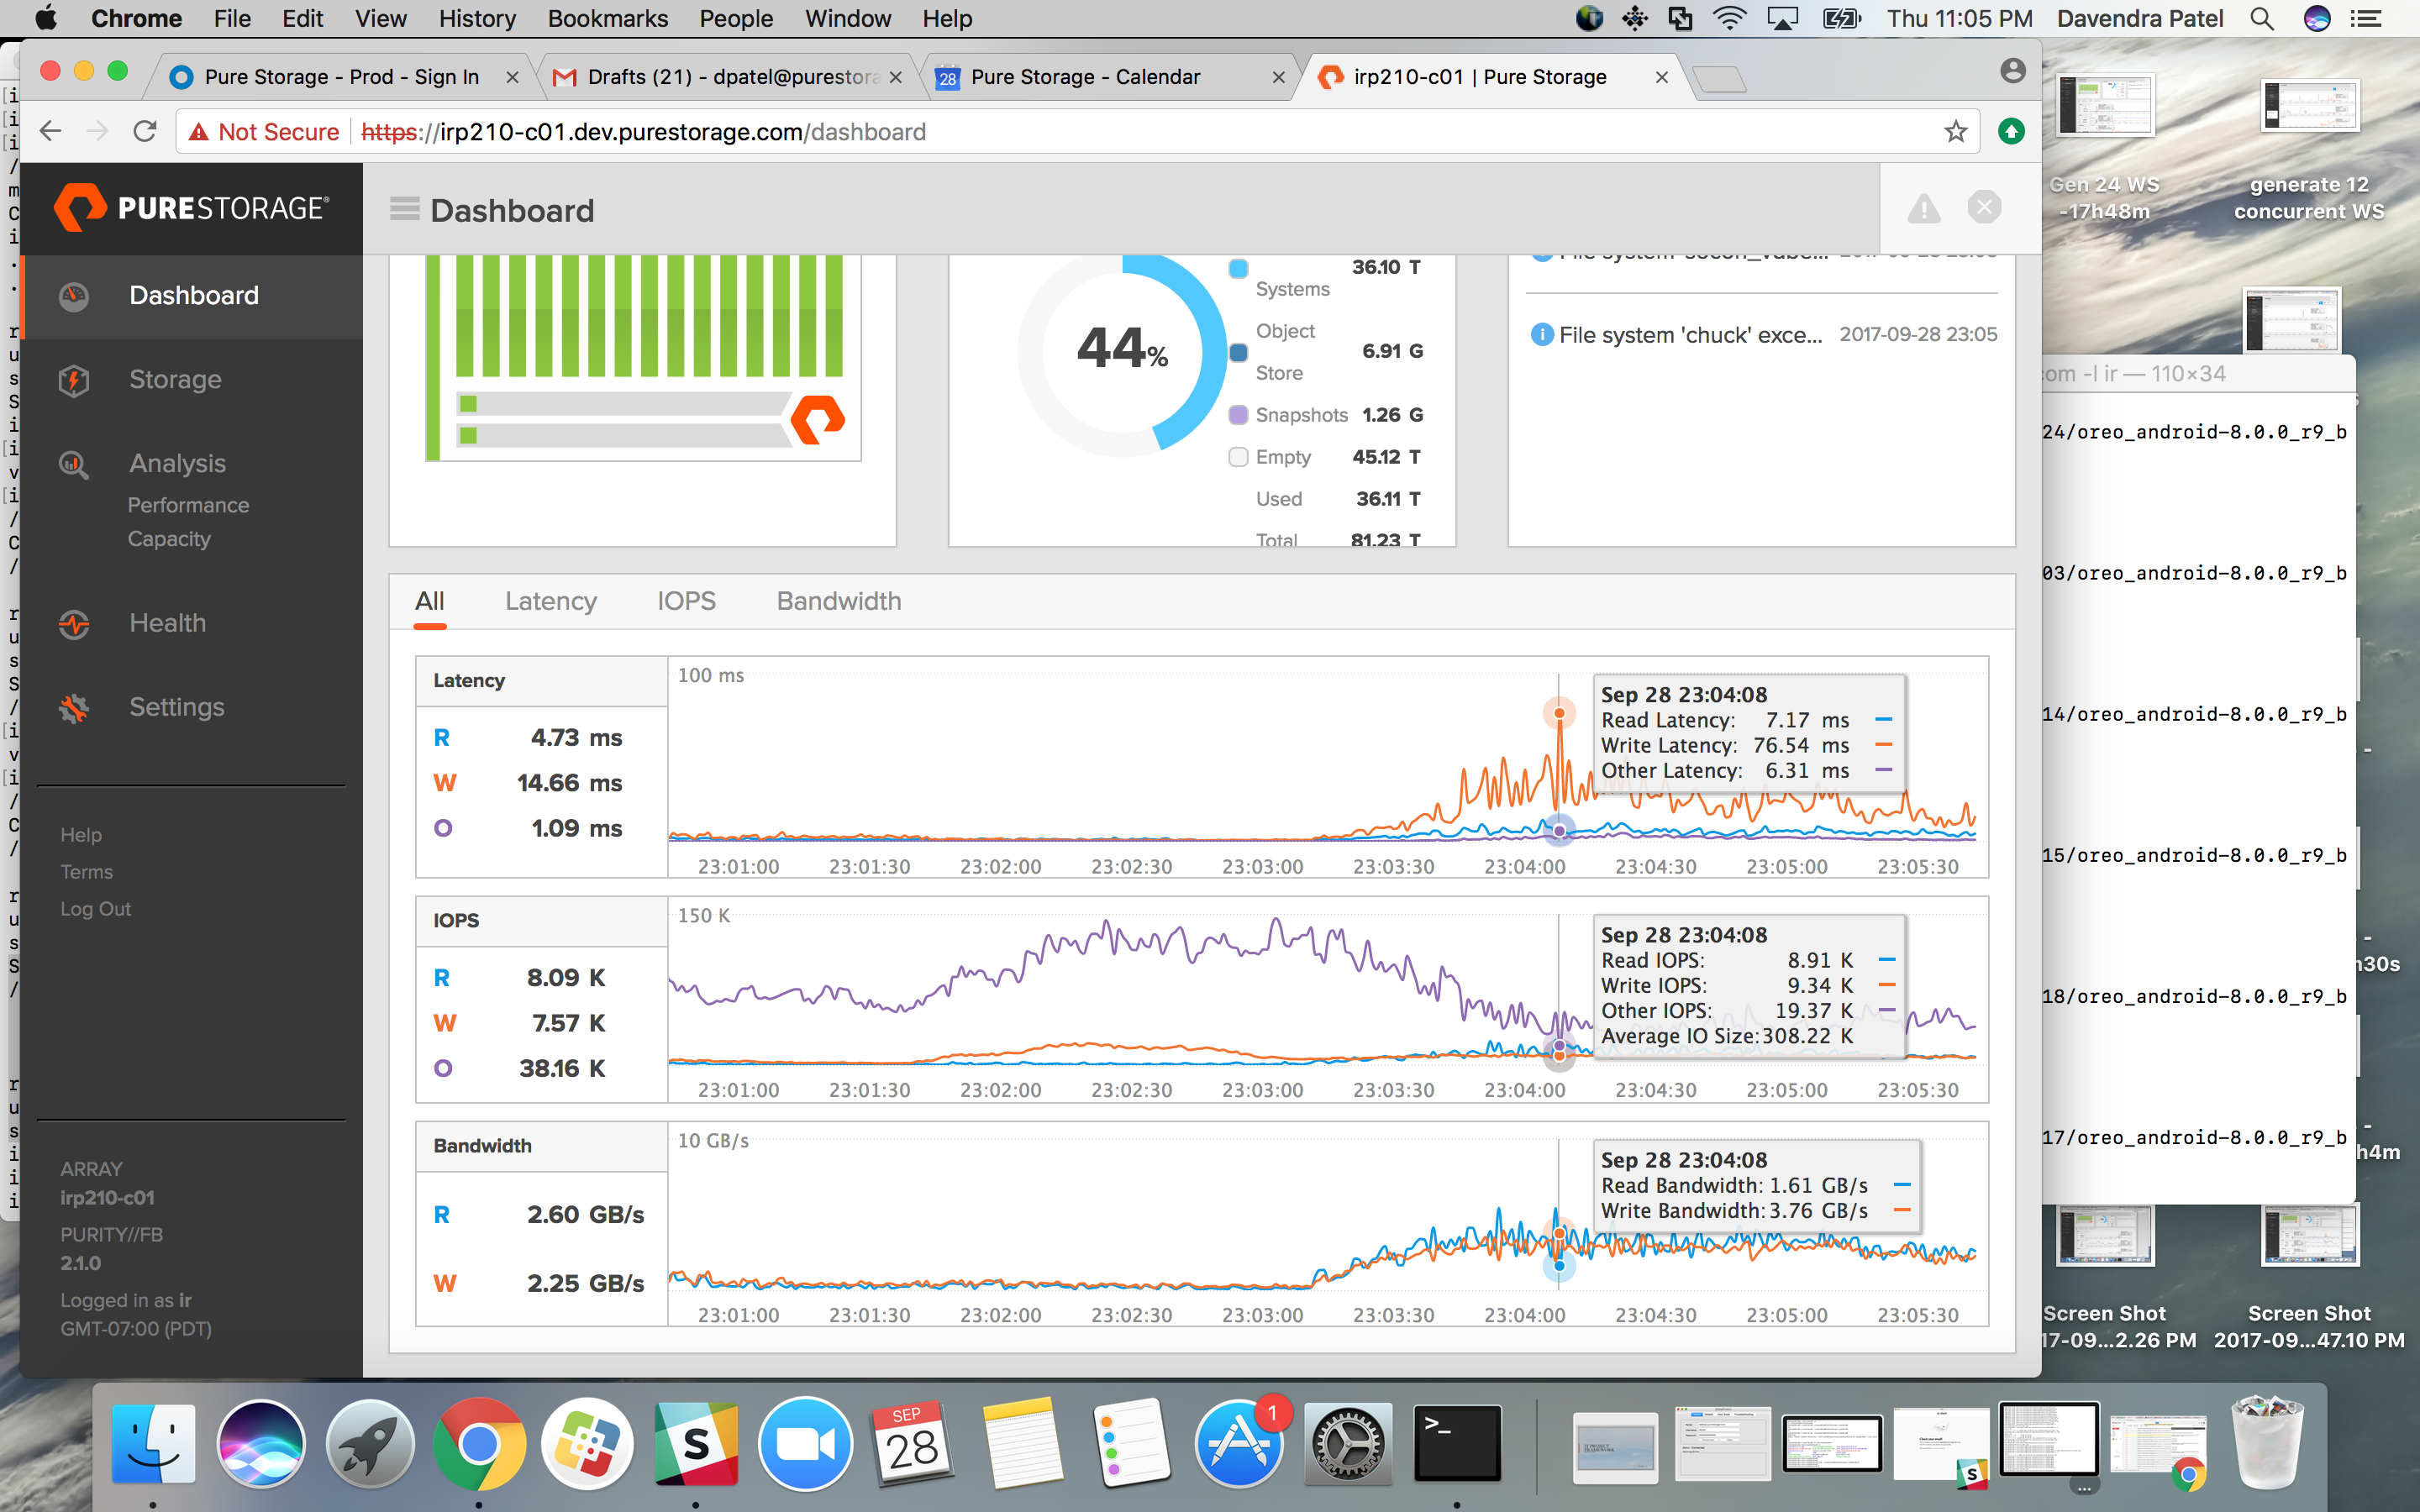 Chrome File Edit View History Bookmarks People Window Help
Thu 11:05 PM Davendra Patel
Pure Storage - Prod - Sign In
Drafts (21) - dpatel@purestora
28 Pure Storage - Calendar
irp210-c01 | Pure Storage
Not Secure https://irp210-c01.dev.purestorage.com/dashboard
PURESTORAGE®
Dashboard
Dashboard
Storage
Analysis
Performance
Capacity
Health
Settings
Help
Terms
Log Out
ARRAY
irp210-c01
PURITY//FB
2.1.0
Logged in as ir
GMT-07:00 (PDT)
44%
36.10 T
Systems
Object
Store
6.91 G
Snapshots 1.26 G
Empty 45.12 T
Used 36.11 T
Total 81.23 T
File system 'chuck' exce... 2017-09-28 23:05
All Latency IOPS Bandwidth
Latency
R 4.73 ms
W 14.66 ms
O 1.09 ms
100 ms
Sep 28 23:04:08
Read Latency: 7.17 ms
Write Latency: 76.54 ms
Other Latency: 6.31 ms
23:01:00 23:01:30 23:02:00 23:02:30 23:03:00 23:03:30 23:04:00 23:04:30 23:05:00 23:05:30
IOPS
R 8.09 K
W 7.57 K
O 38.16 K
150 K
Sep 28 23:04:08
Read IOPS: 8.91 K
Write IOPS: 9.34 K
Other IOPS: 19.37 K
Average IO Size: 308.22 K
23:01:00 23:01:30 23:02:00 23:02:30 23:03:00 23:03:30 23:04:00 23:04:30 23:05:00 23:05:30
Bandwidth
R 2.60 GB/s
W 2.25 GB/s
10 GB/s
Sep 28 23:04:08
Read Bandwidth: 1.61 GB/s
Write Bandwidth: 3.76 GB/s
23:01:00 23:01:30 23:02:00 23:02:30 23:03:00 23:03:30 23:04:00 23:04:30 23:05:00 23:05:30
Gen 24 WS
-17h48m
generate 12
concurrent WS
com -l ir — 110×34
24/oreo_android-8.0.0_r9_b
03/oreo_android-8.0.0_r9_b
14/oreo_android-8.0.0_r9_b
15/oreo_android-8.0.0_r9_b
18/oreo_android-8.0.0_r9_b
17/oreo_android-8.0.0_r9_b
h30s
h4m
Screen Shot
17-09...2.26 PM
Screen Shot
2017-09...47.10 PM
SEP
28
1